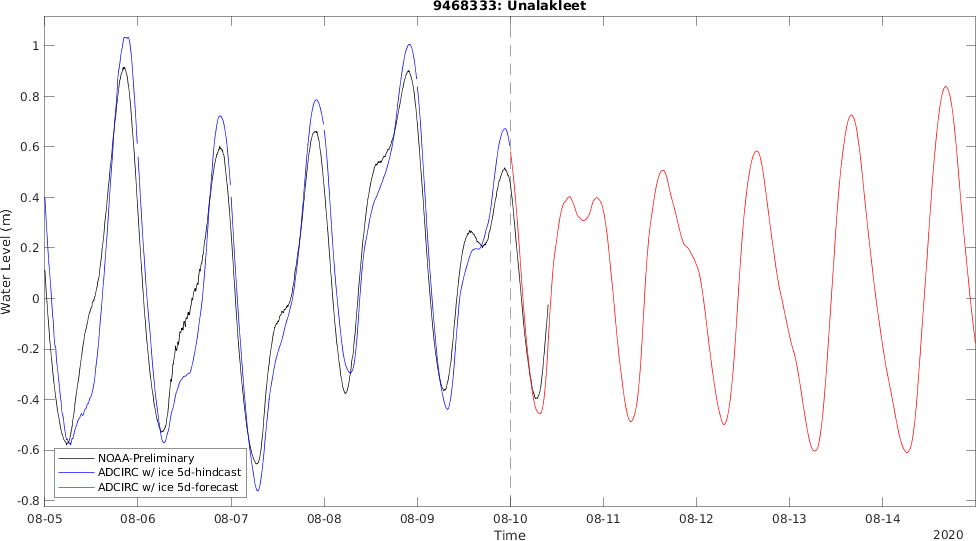 9468333: Unalakleet
Water Level (m)
1
0.8
0.6
0.4
0.2
0
-0.2
-0.4
-0.6
-0.8
NOAA-Preliminary
ADCIRC w/ ice 5d-hindcast
ADCIRC w/ ice 5d-forecast
08-05 08-06 08-07 08-08 08-09 08-10 08-11 08-12 08-13 08-14
Time
2020